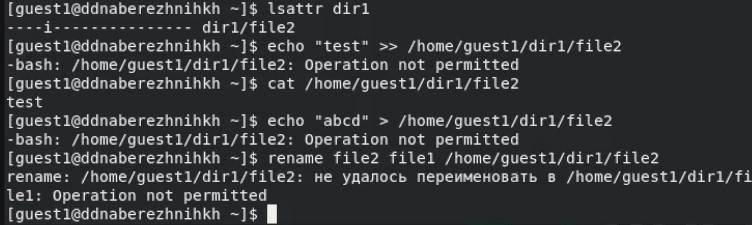 [guest1@ddnaberezhnihkh ~]$ lsattr dir1
----i--------------- dir1/file2
[guest1@ddnaberezhnihkh ~]$ echo "test" >> /home/guest1/dir1/file2
-bash: /home/guest1/dir1/file2: Operation not permitted
[guest1@ddnaberezhnihkh ~]$ cat /home/guest1/dir1/file2
test
[guest1@ddnaberezhnihkh ~]$ echo "abcd" > /home/guest1/dir1/file2
-bash: /home/guest1/dir1/file2: Operation not permitted
[guest1@ddnaberezhnihkh ~]$ rename file2 file1 /home/guest1/dir1/file2
rename: /home/guest1/dir1/file2: не удалось переименовать в /home/guest1/dir1/fi
le1: Operation not permitted
[guest1@ddnaberezhnihkh ~]$